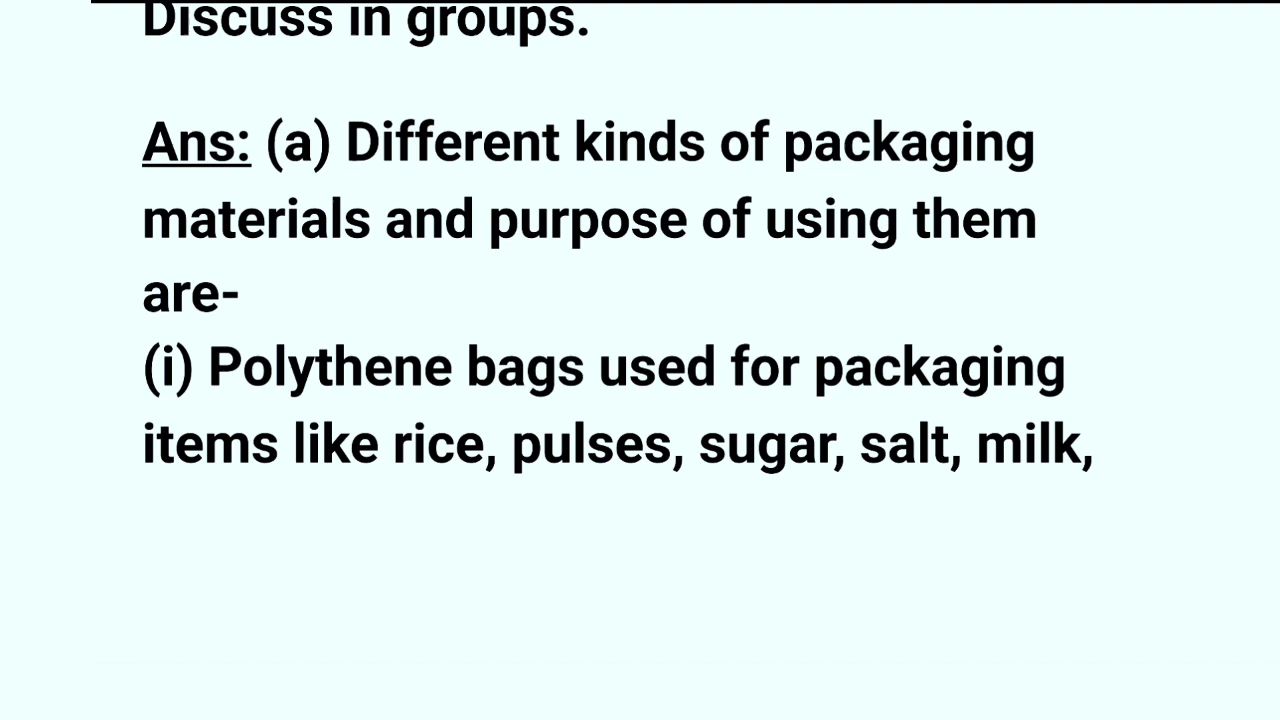 Discuss in groups.
Ans: (a) Different kinds of packaging
materials and purpose of using them
are-
(i) Polythene bags used for packaging
items like rice, pulses, sugar, salt, milk,